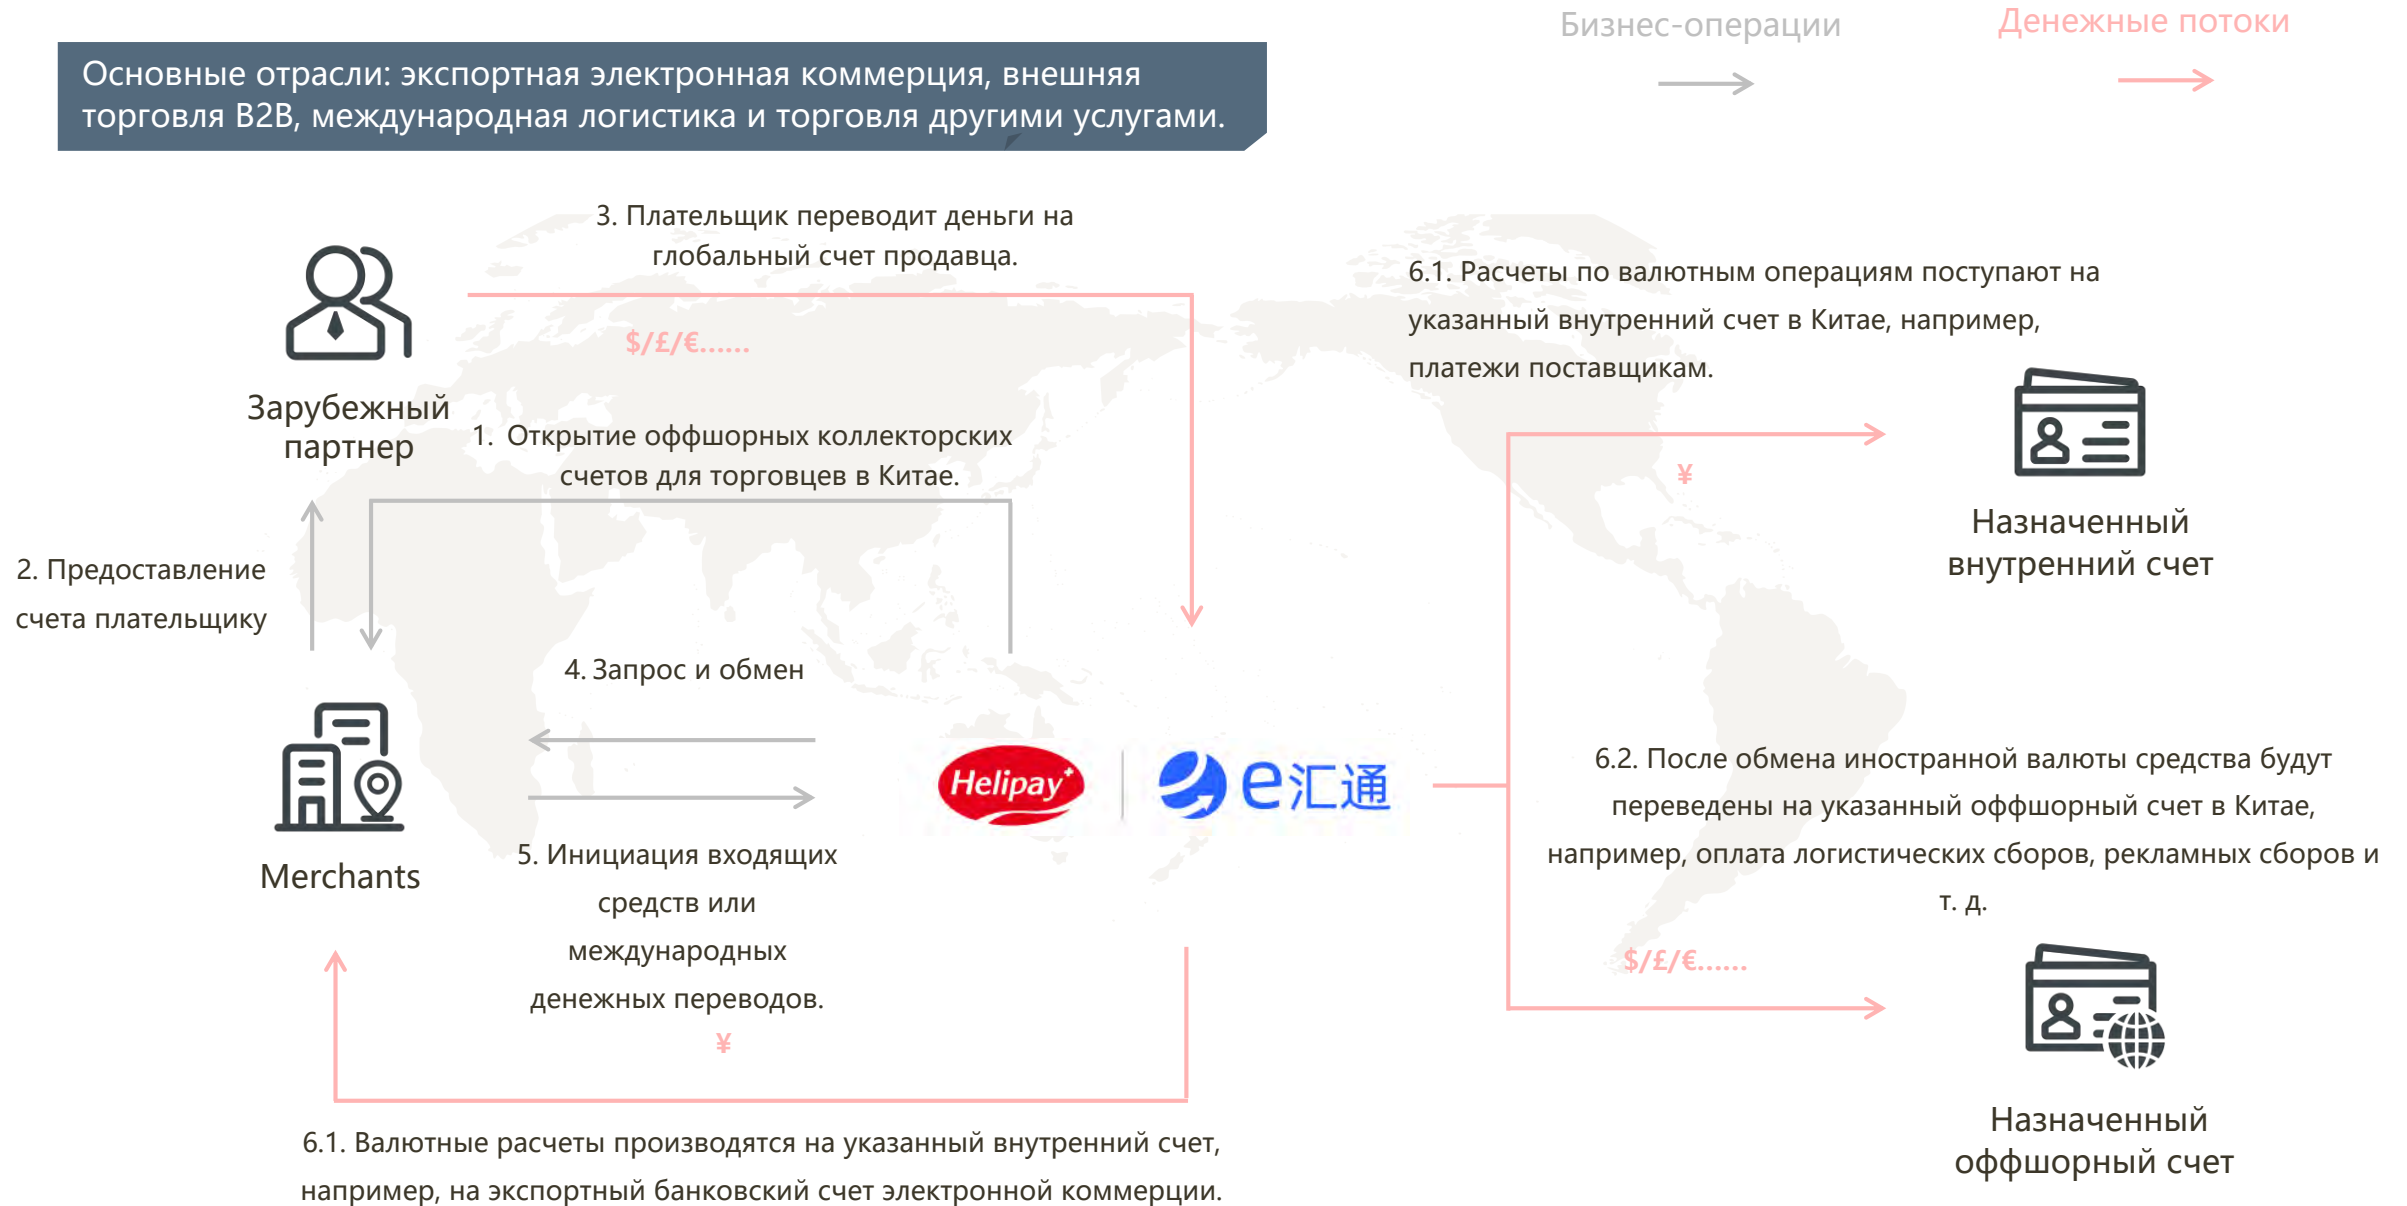 Бизнес-операции
Денежные потоки
Основные отрасли: экспортная электронная коммерция, внешняя
торговля B2B, международная логистика и торговля другими услугами.
3. Плательщик переводит деньги на
глобальный счет продавца.
$/£/€......
Зарубежный
партнер
1. Открытие оффшорных коллекторских
счетов для торговцев в Китае.
2. Предоставление
счета плательщику
4. Запрос и обмен
Merchants
Helipay+
e汇通
5. Инициация входящих
средств или
международных
денежных переводов.
¥
6.1. Валютные расчеты производятся на указанный внутренний счет,
например, на экспортный банковский счет электронной коммерции.
6.1. Расчеты по валютным операциям поступают на
указанный внутренний счет в Китае, например,
платежи поставщикам.
¥
Назначенный
внутренний счет
6.2. После обмена иностранной валюты средства будут
переведены на указанный оффшорный счет в Китае,
например, оплата логистических сборов, рекламных сборов и
т. д.
$/£/€......
Назначенный
оффшорный счет